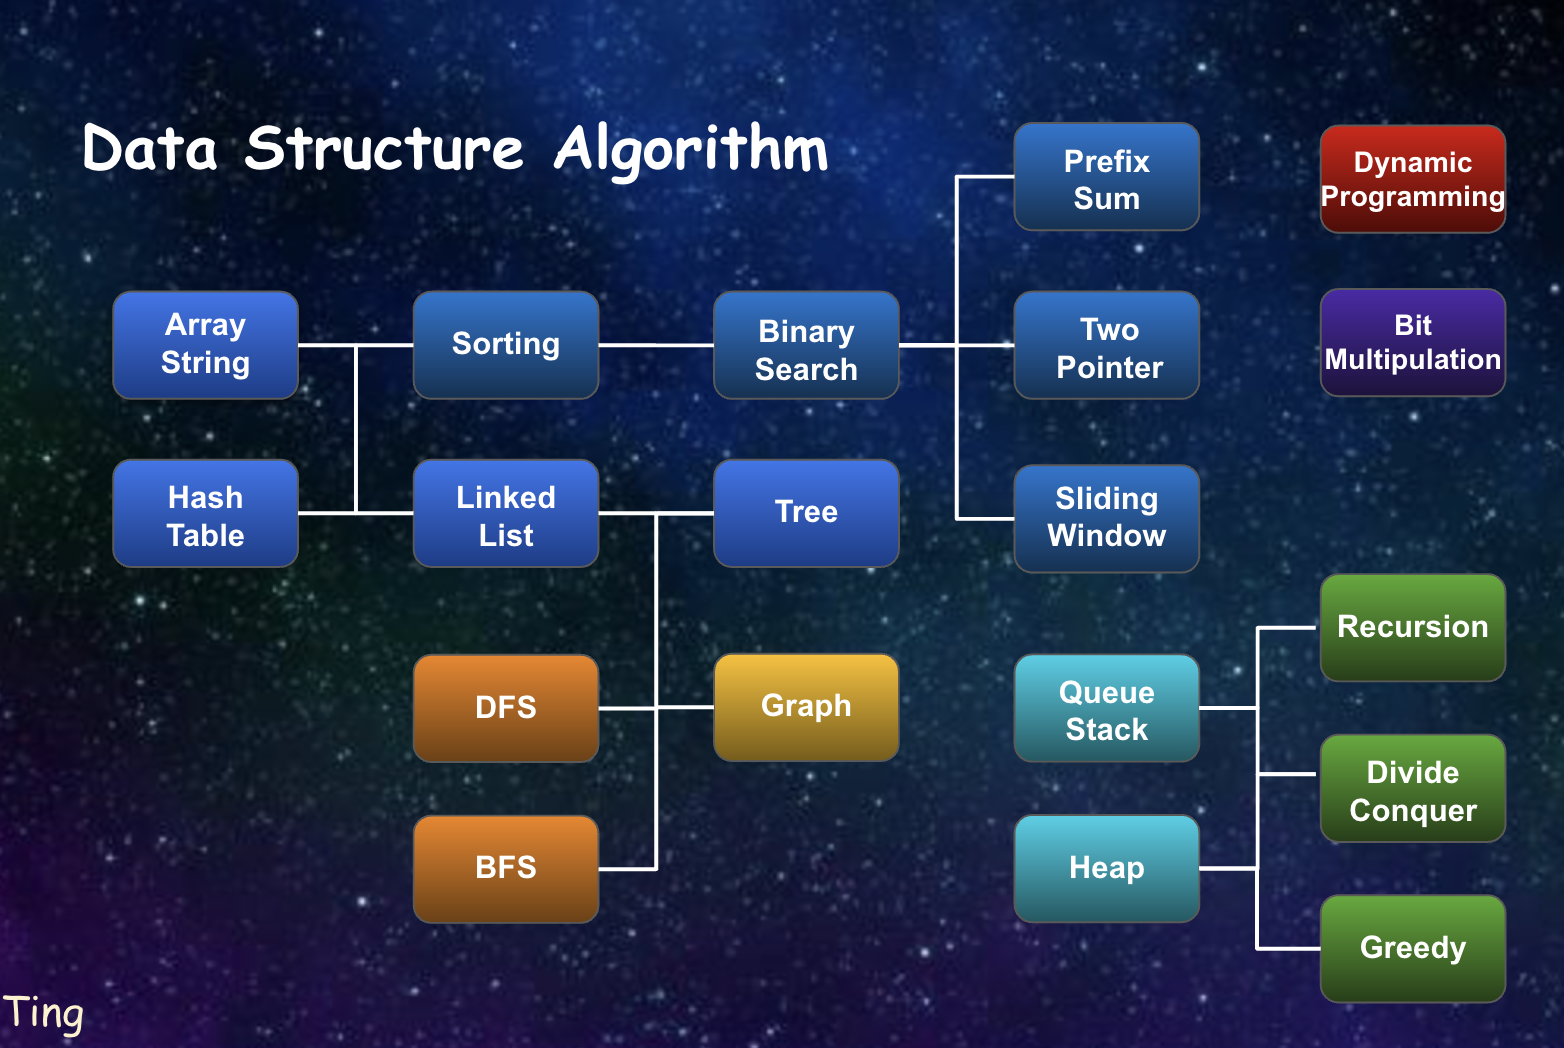 Data Structure Algorithm
Prefix
Sum
Dynamic
Programming
Array
String
Sorting
Binary
Search
Two
Pointer
Bit
Multipulation
Hash
Table
Linked
List
Tree
Sliding
Window
Recursion
DFS
Graph
Queue
Stack
Divide
Conquer
BFS
Heap
Greedy
Ting